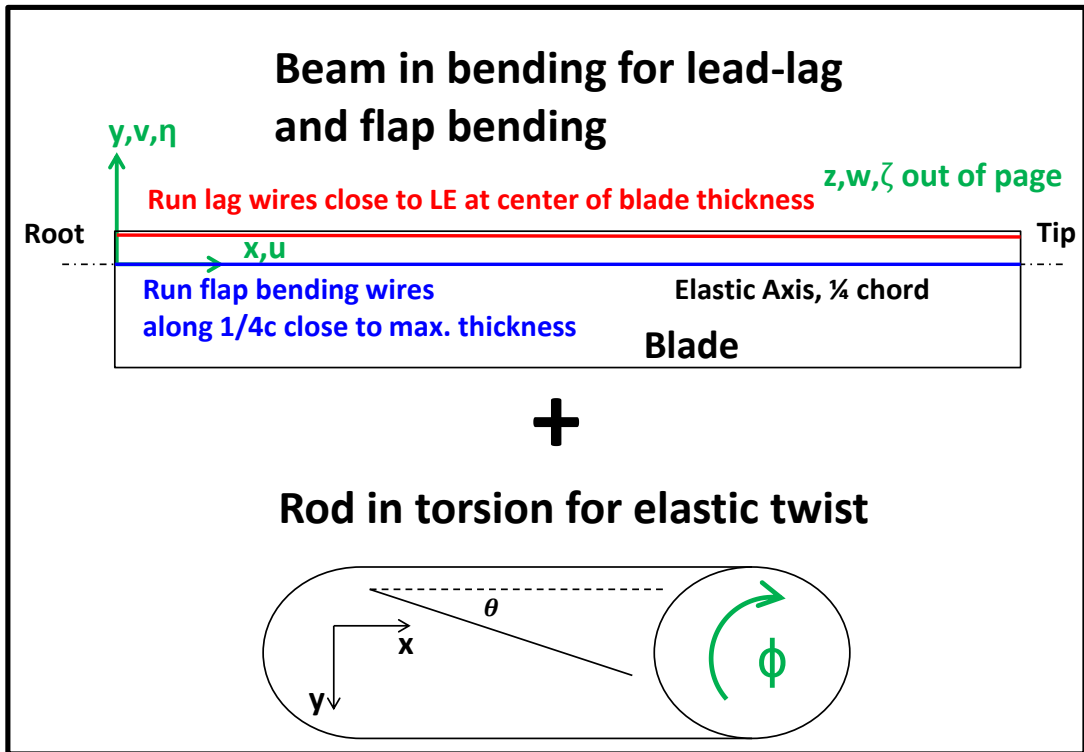 Beam in bending for lead-lag
and flap bending
y,v,η
z,w,ζ out of page
Run lag wires close to LE at center of blade thickness
Root
Tip
x,u
Run flap bending wires
along 1/4c close to max. thickness
Elastic Axis, ¼ chord
Blade
+
Rod in torsion for elastic twist
θ
x
y
ϕ